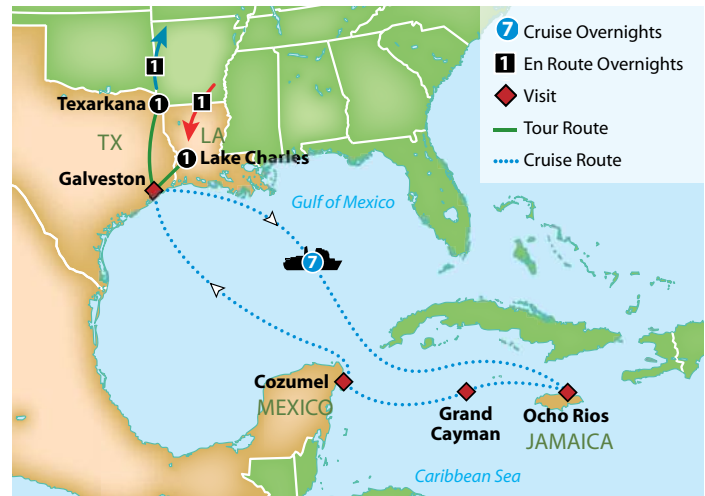 7 Cruise Overnights
1 En Route Overnights
Visit
Tour Route
Cruise Route
1
1
Texarkana 1
TX
LA
1 Lake Charles
Galveston
Gulf of Mexico
7
Cozumel
MEXICO
Grand
Cayman
Ocho Rios
JAMAICA
Caribbean Sea